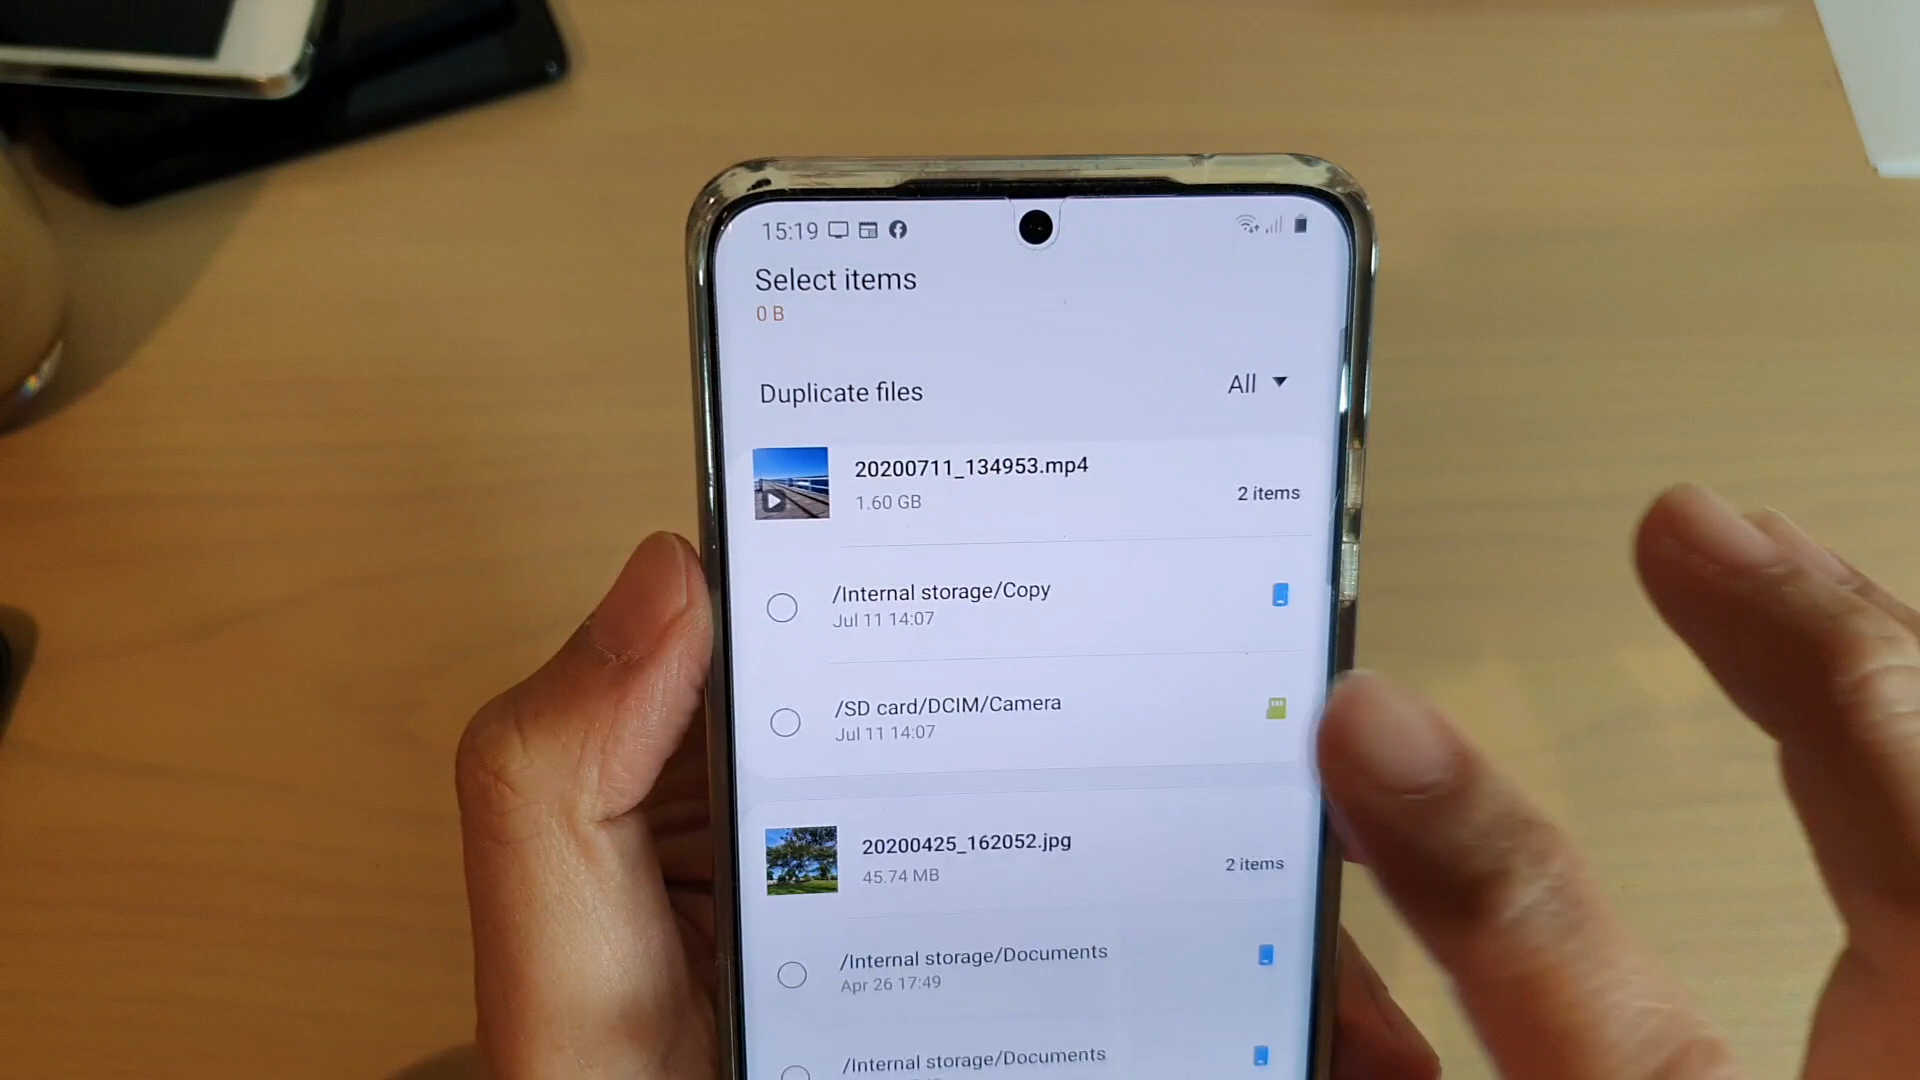 15:19
Select items
0 B
Duplicate files
All
20200711_134953.mp4
1.60 GB
2 items
/Internal storage/Copy
Jul 11 14:07
/SD card/DCIM/Camera
Jul 11 14:07
20200425_162052.jpg
45.74 MB
2 items
/Internal storage/Documents
Apr 26 17:49
/Internal storage/Documents